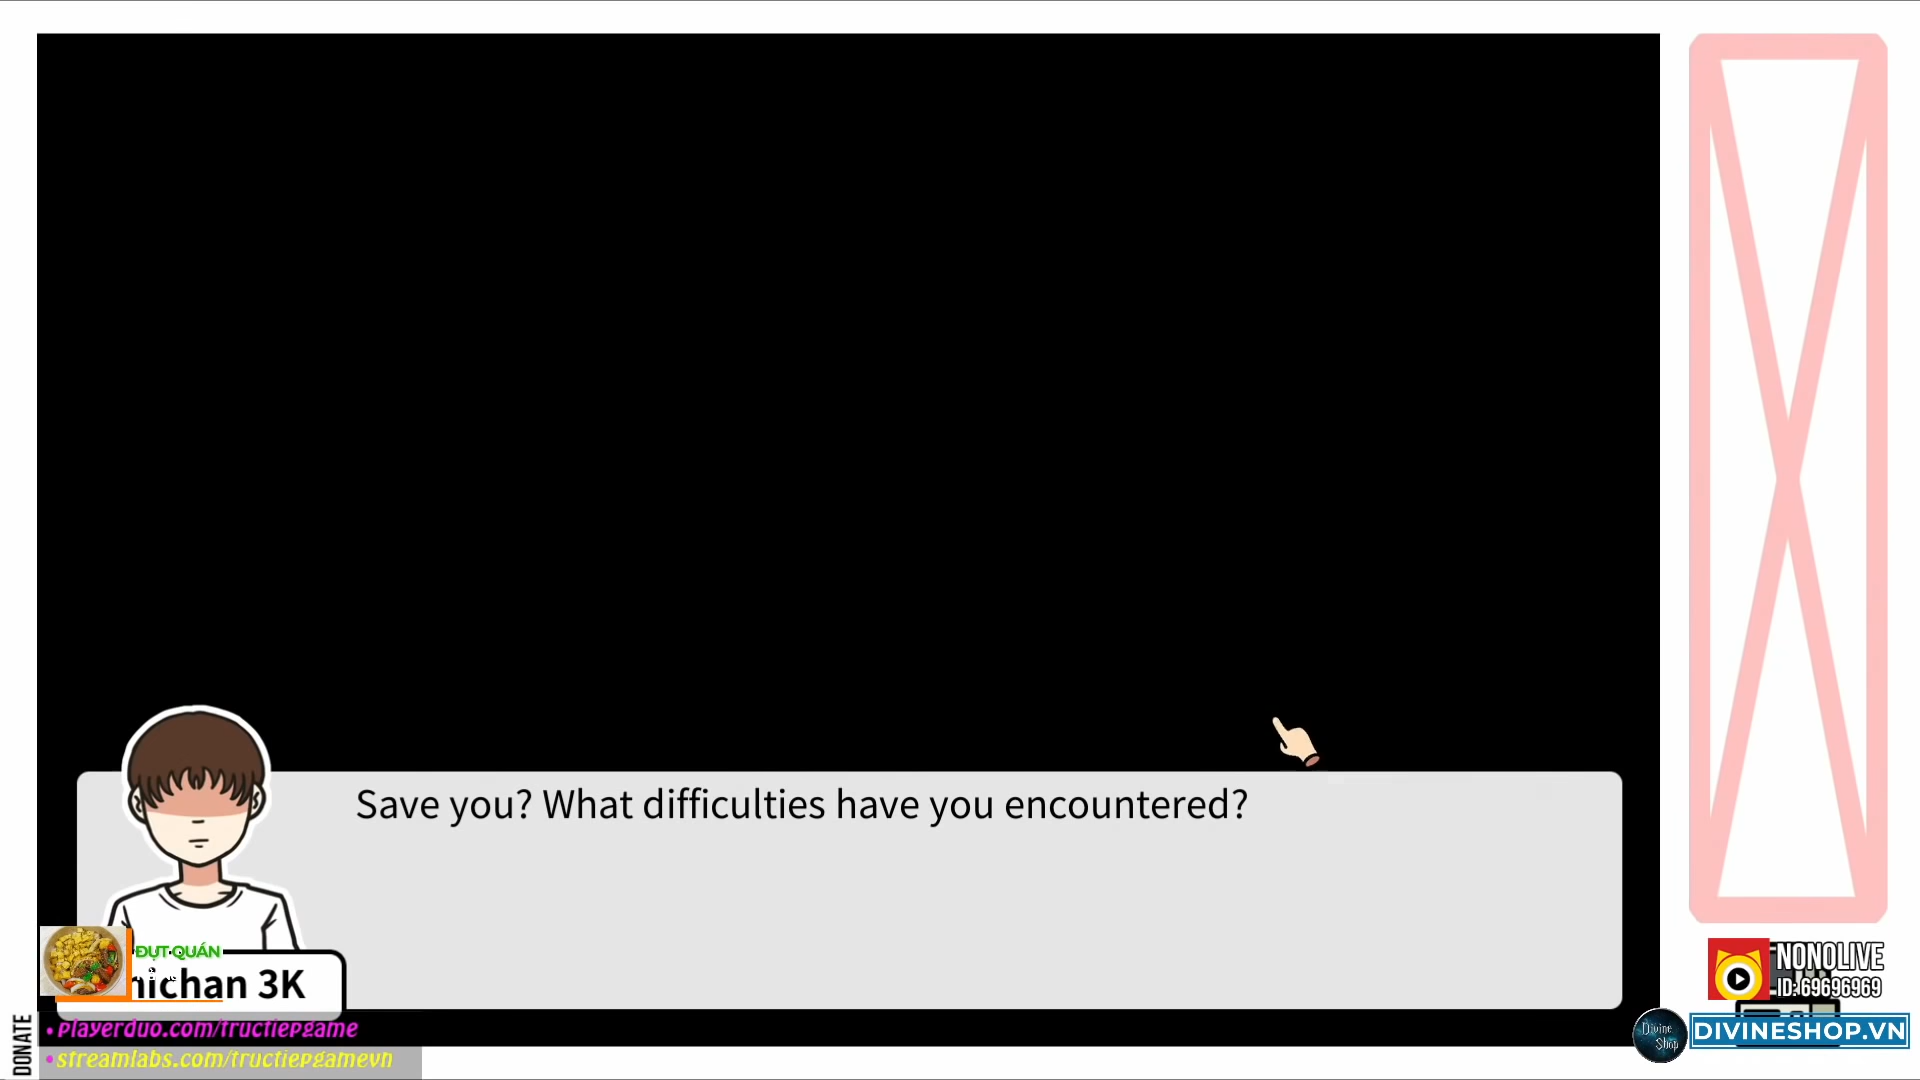 Save you? What difficulties have you encountered?
ĐỤT QUÁN
3K
DONATE
• playerduo.com/tructiepgame
• streamlabs.com/tructiepgamevn
NONOLIVE
ID:69696969
Divine
Shop
DIVINESHOP.VN